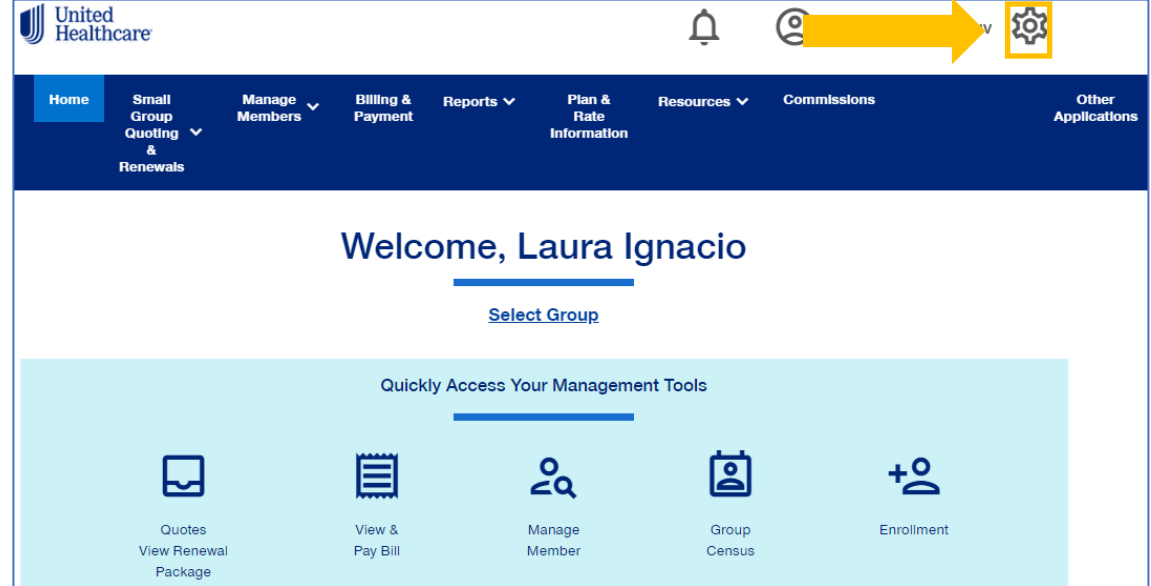 United
Healthcare
Home
Small
Group
Quoting
&
Renewals
Manage
Members
Billing &
Payment
Reports
Plan &
Rate
Information
Resources
Commissions
Other
Applications
Welcome, Laura Ignacio
Select Group
Quickly Access Your Management Tools
Quotes
View Renewal
Package
View &
Pay Bill
Manage
Member
Group
Census
Enrollment